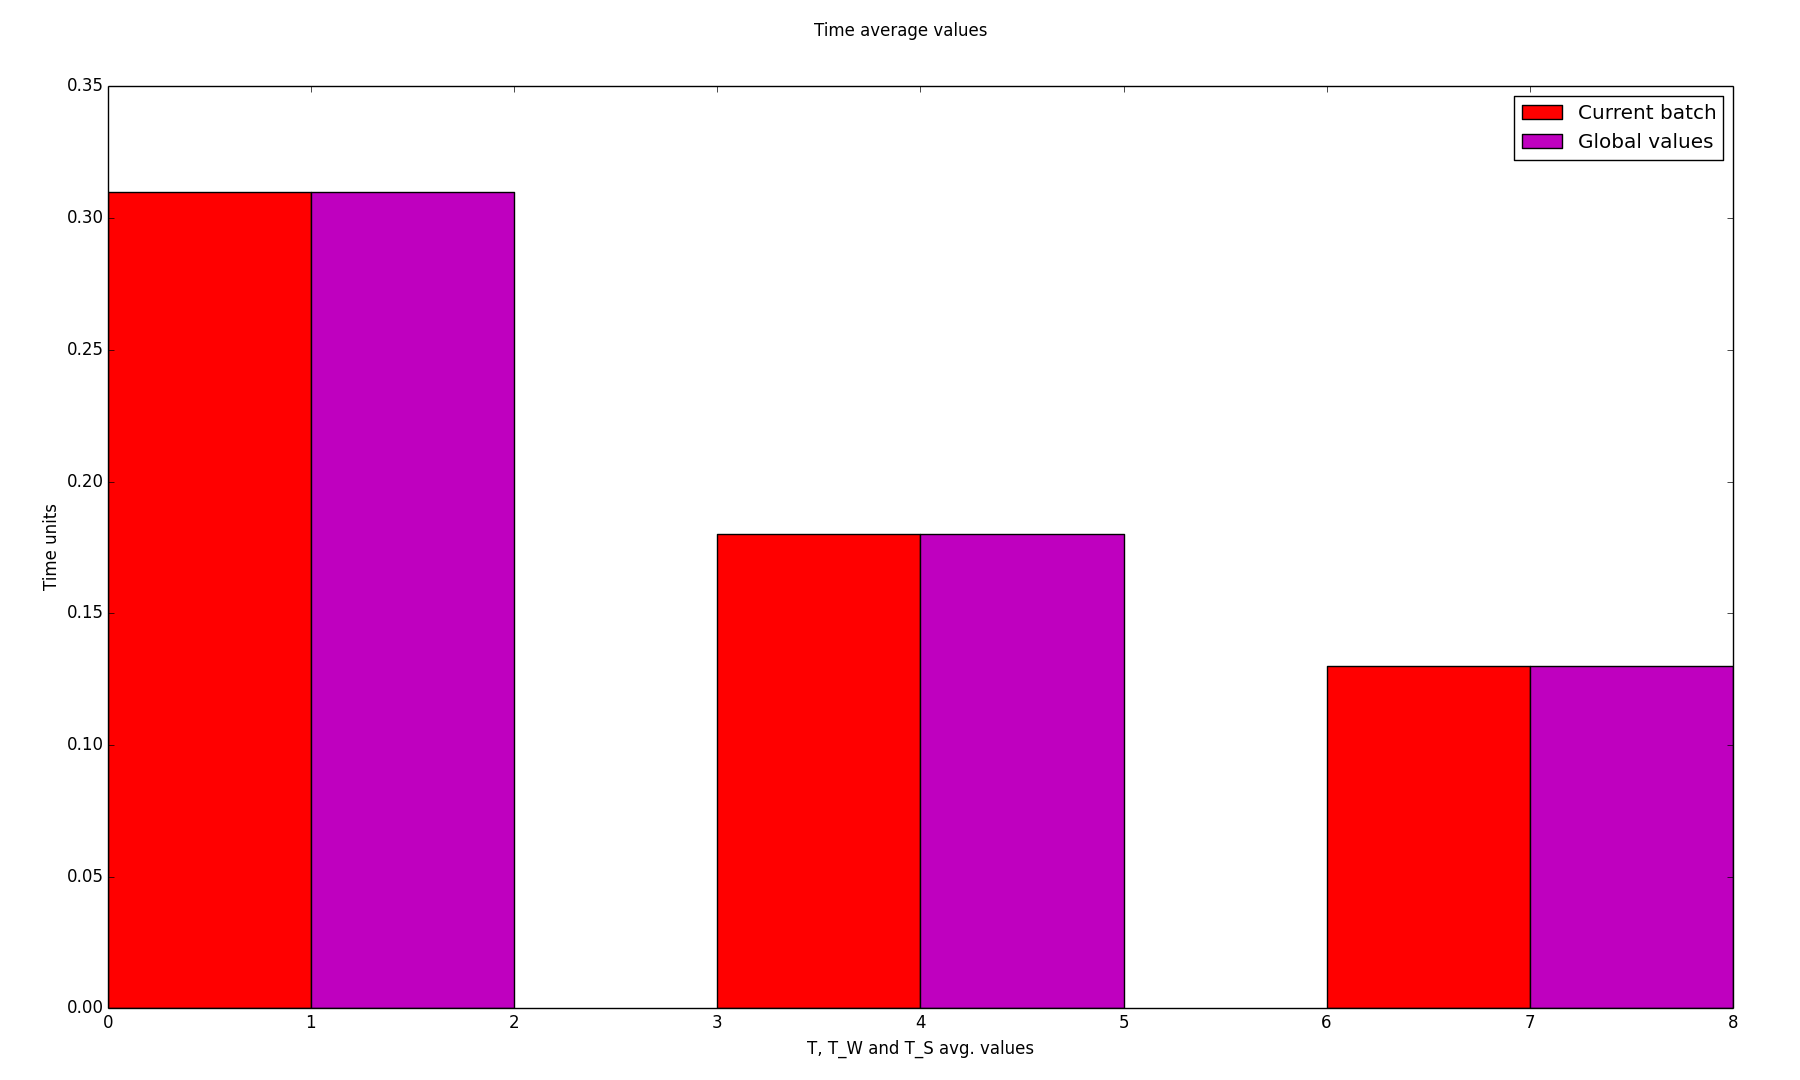 Time average values
0.35
0.30
0.25
0.20
0.15
0.10
0.05
0.00
Time units
Current batch
Global values
0 1 2 3 4 5 6 7 8
T, T_W and T_S avg. values